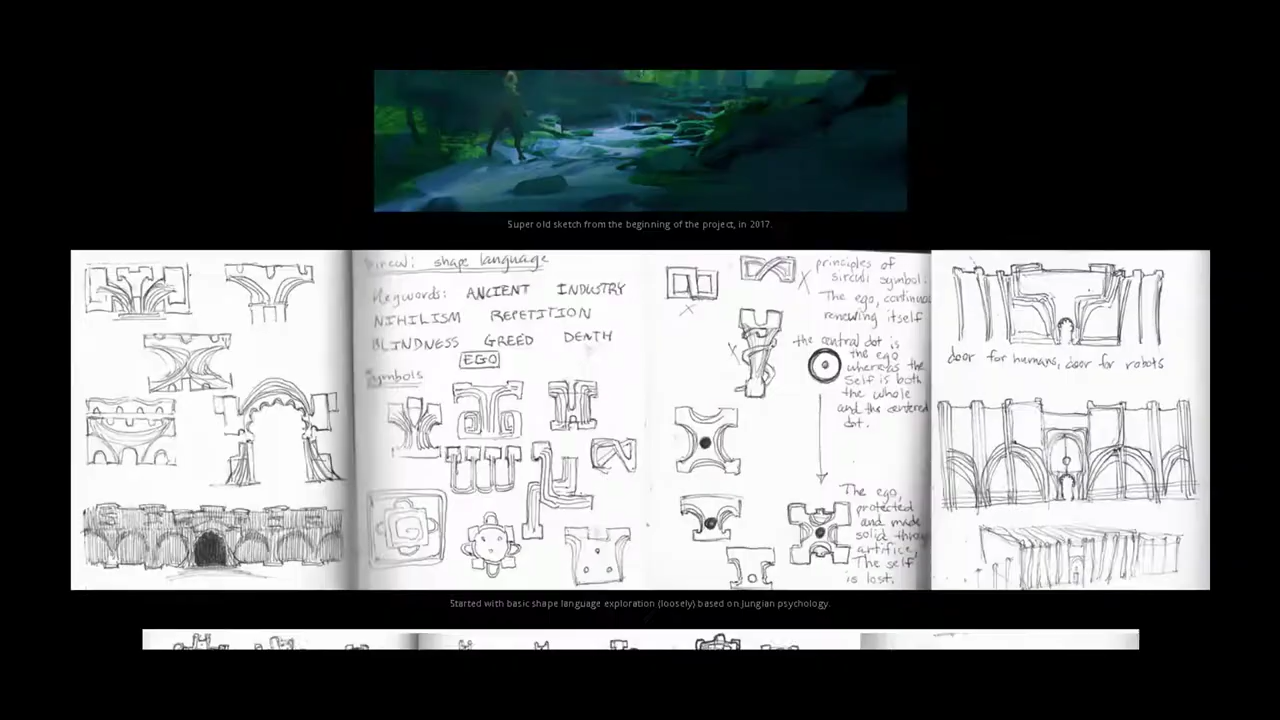 Super old sketch from the beginning of the project, in 2017.
shape language
Keywords: ANCIENT INDUSTRY
NIHILISM REPETITION
BLINDNESS GREED DEATH
EGO
Symbols
principles of
circuli symbol.
The ego, continuo
renewing itself
the central dot is
the ego
whereas the
Self is both
the whole
and the centered
dot.
The ego,
protected
and made
solid throu
artifice,
The self
is lost.
door for humans, door for robots
Started with basic shape language exploration (loosely) based on Jungian psychology.